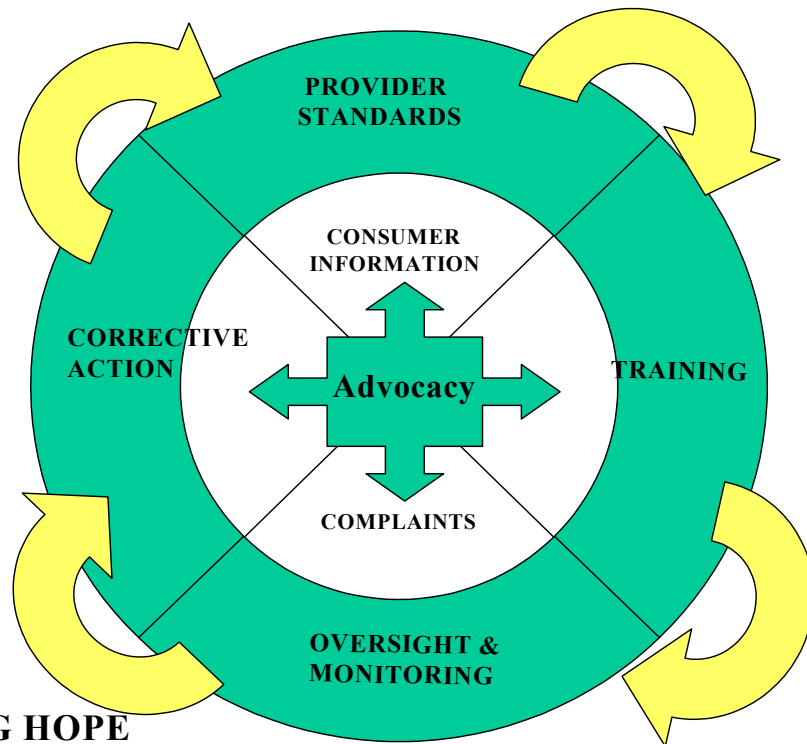 PROVIDER
STANDARDS
CONSUMER
INFORMATION
CORRECTIVE
ACTION
Advocacy
TRAINING
COMPLAINTS
OVERSIGHT &
MONITORING
G HOPE